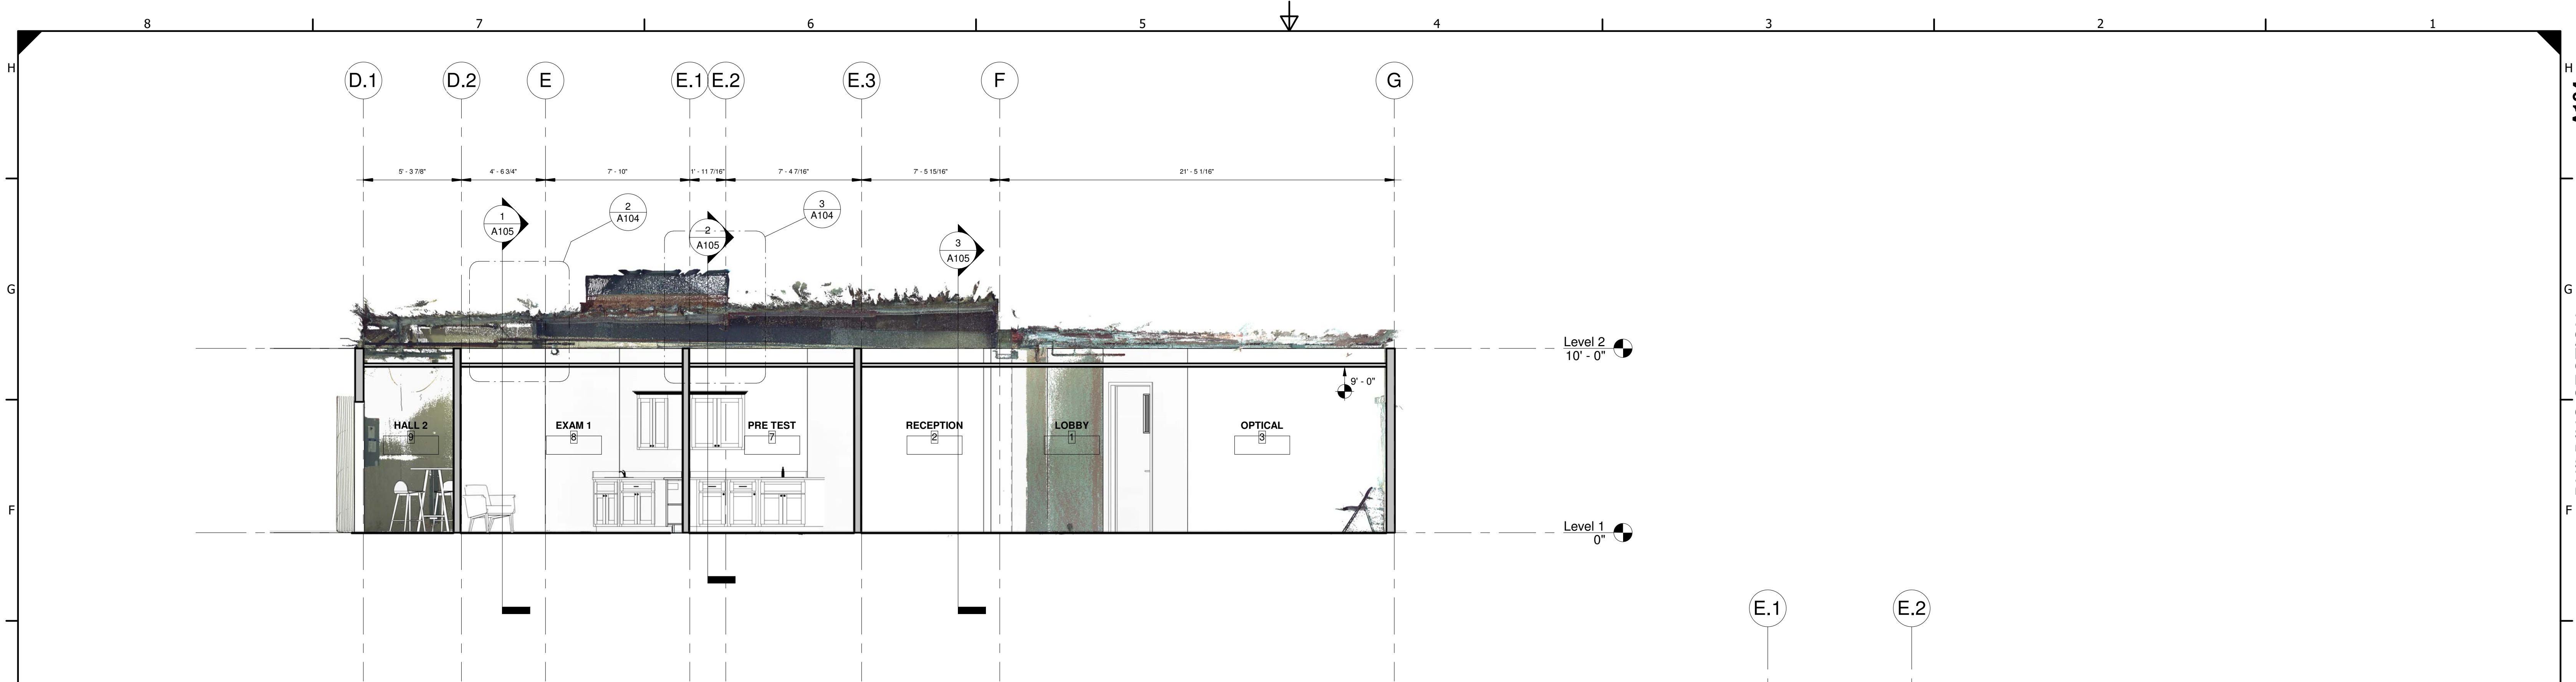 8 7 6 5 4 3 2 1
H H
D.1 D.2 E E.1 E.2 E.3 F G
5' - 3 7/8" 4' - 6 3/4" 7' - 10" 1' - 11 7/16" 7' - 4 7/16" 7' - 5 15/16" 21' - 5 1/16"
2
A104
3
A104
1
A105
2
A105
3
A105
G G
Level 2
10' - 0"
9' - 0"
HALL 2
9
EXAM 1
8
PRE TEST
7
RECEPTION
2
LOBBY
1
OPTICAL
3
F F
Level 1
0"
E.1 E.2